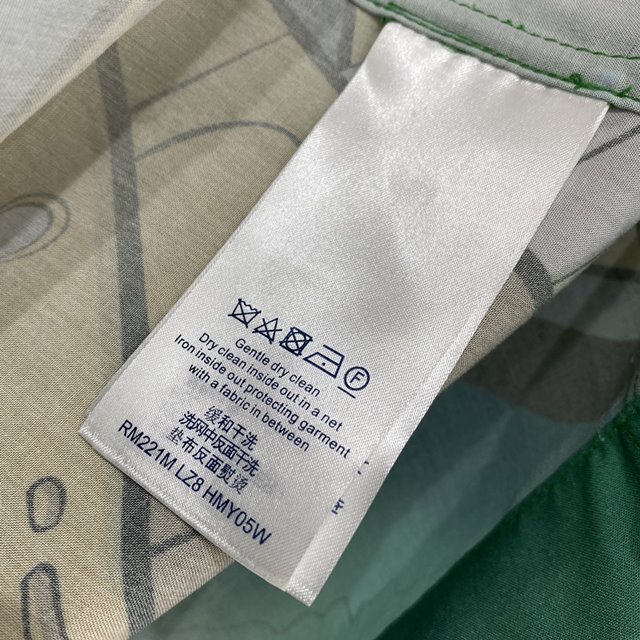 Gentle dry clean
Dry clean inside out in a net
Iron inside out protecting garment
with a fabric in between
缓和干洗
洗网中反面干洗
垫布反面熨烫
RM221M LZ8 HMY05W
F